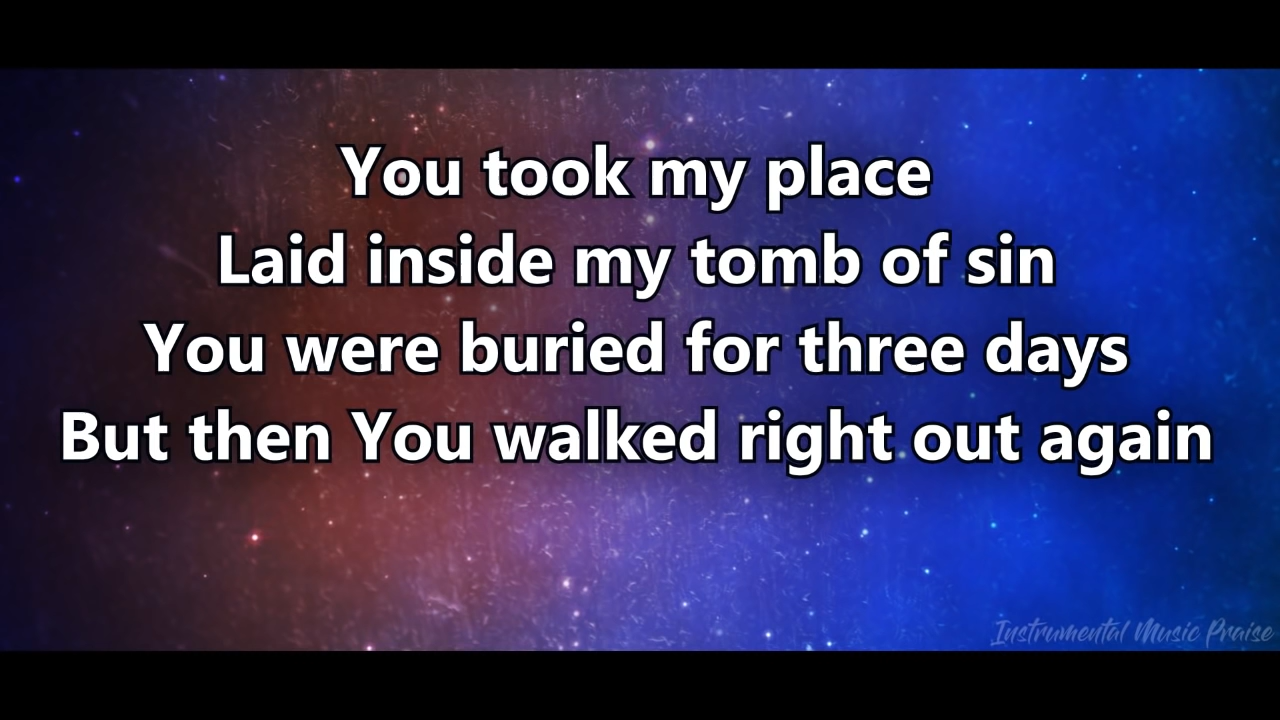 You took my place
Laid inside my tomb of sin
You were buried for three days
But then You walked right out again
Instrumental Music Praise